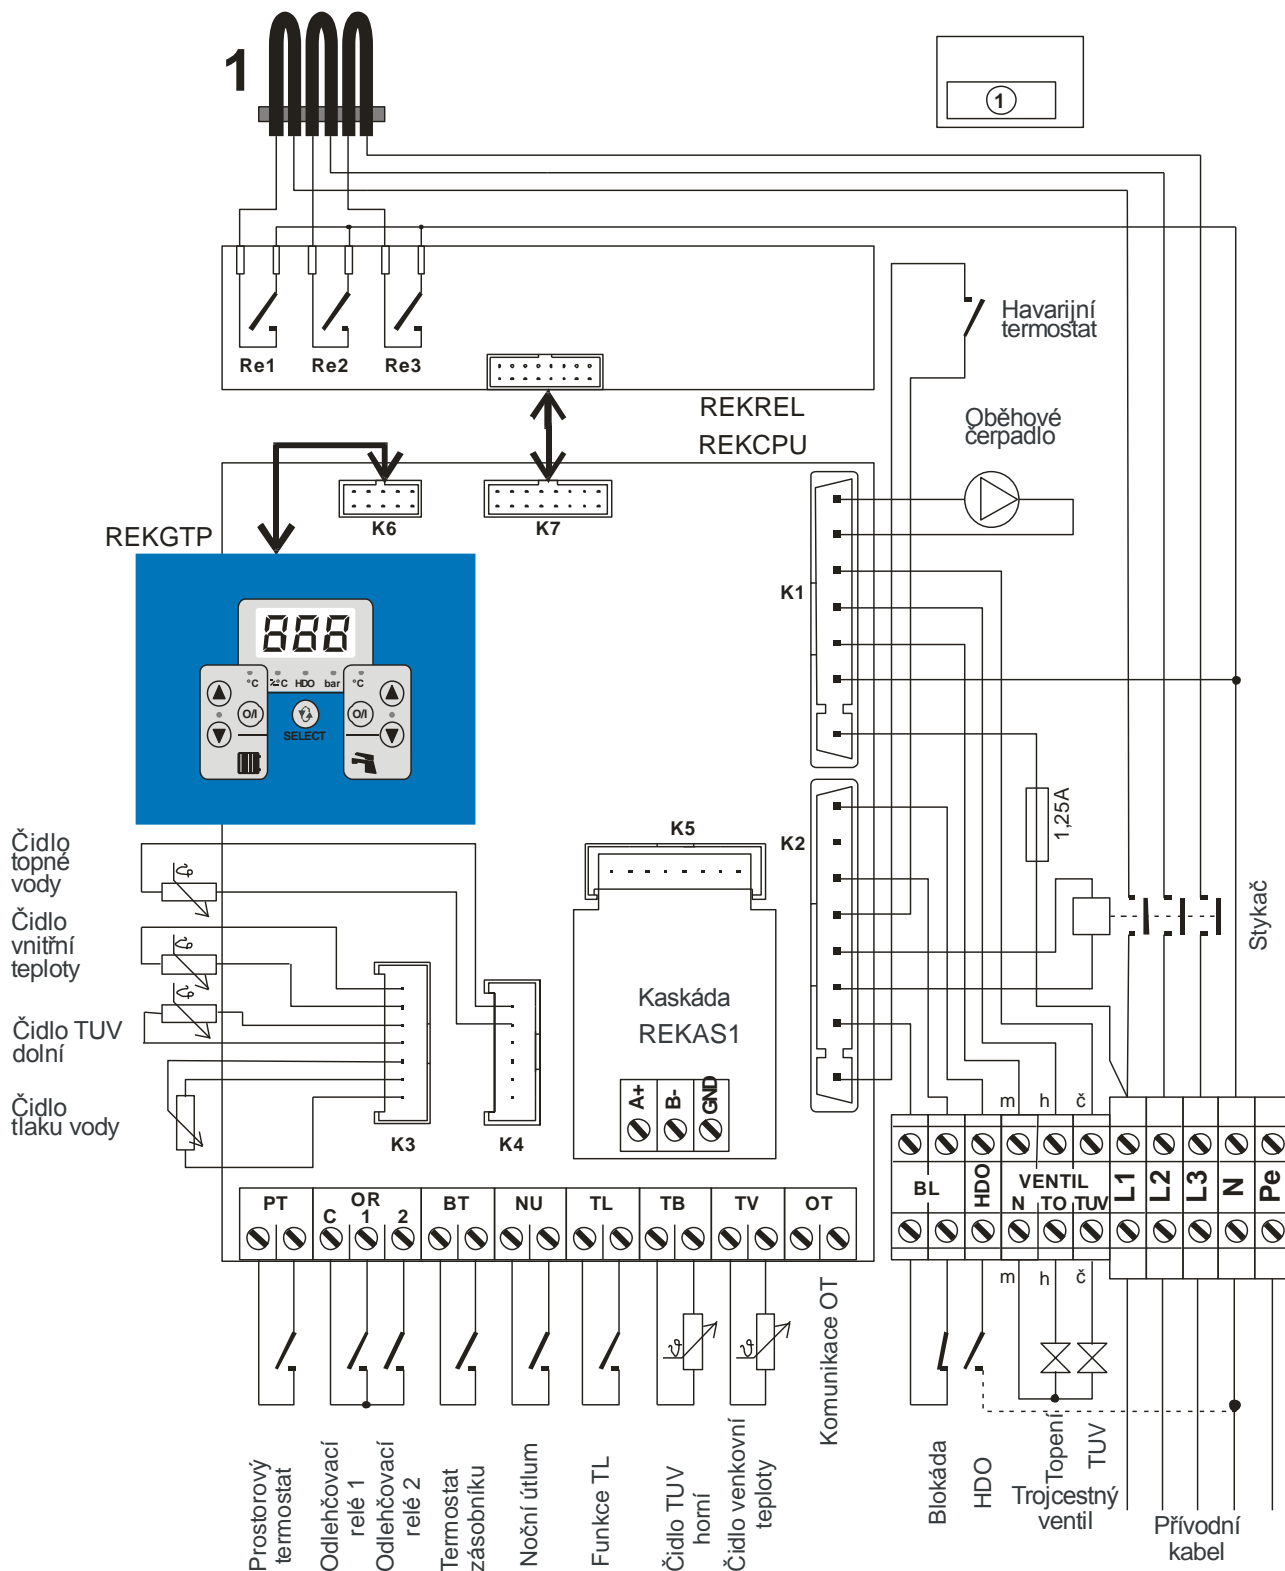 1
1
Re1 Re2 Re3
Havarijní
termostat
REKREL
REKCPU
Oběhové
čerpadlo
K6
K7
K1
REKGTP
888
°C °C HDO bar °C
O/I
O/I
SELECT
1,25A
K5
K2
Čidlo
topné
vody
Čidlo
vnitřní
teploty
Čidlo TUV
dolní
Čidlo
tlaku vody
K3
K4
Kaskáda
REKAS1
A+ B- GND
Stykač
m h č
PT
OR
C 1 2
BT
NU
TL
TB
TV
OT
BL
HDO
VENTIL
N TO TUV
L1 L2 L3 N Pe
m h č
ϑ
ϑ
ϑ
ϑ
ϑ
Prostorový
termostat
Odlehčovací
relé 1
Odlehčovací
relé 2
Termostat
zásobníku
Noční útlum
Funkce TL
Čidlo TUV
horní
Čidlo venkovní
teploty
Komunikace OT
Blokáda
HDO
Topení
TUV
Trojcestný
ventil
Přívodní
kabel